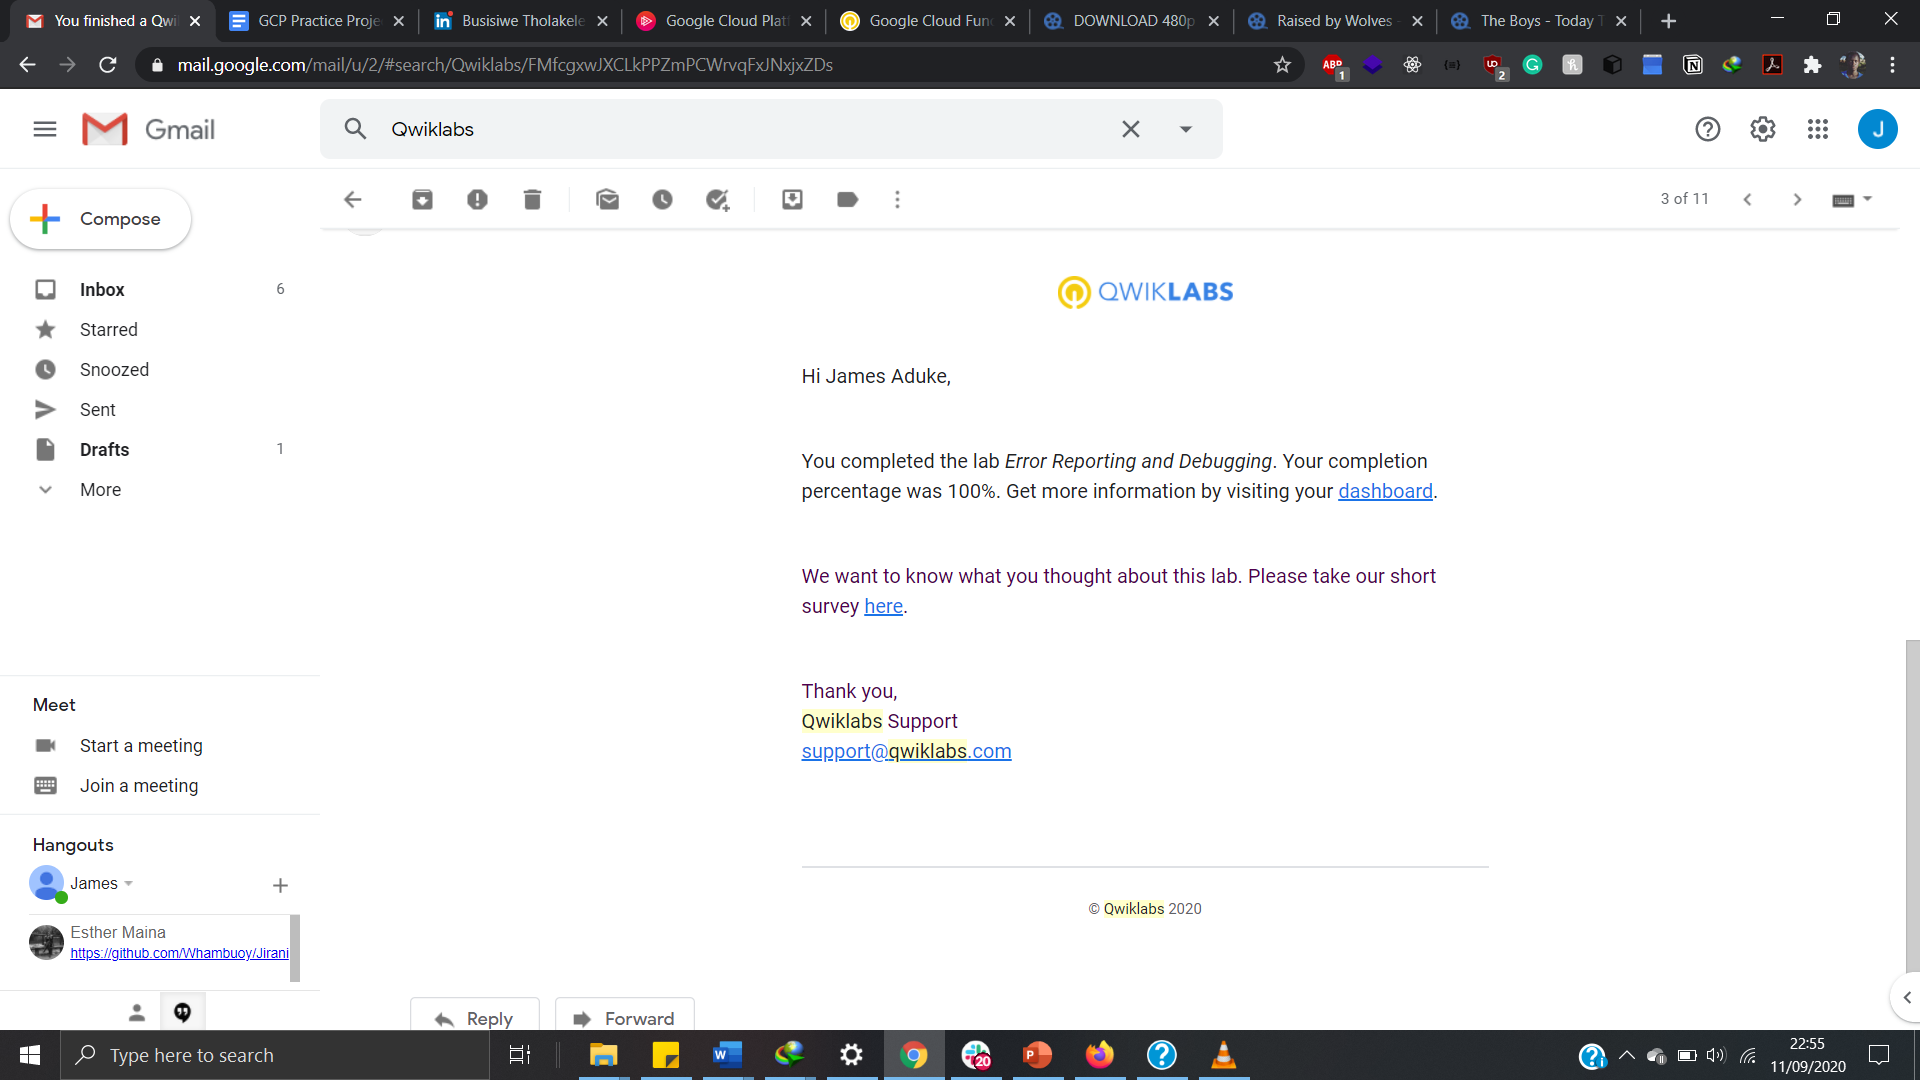 You finished a Qwi
GCP Practice Proje
Busisiwe Tholakele
Google Cloud Plat
Google Cloud Fun
DOWNLOAD 480p
Raised by Wolves -
The Boys - Today T
mail.google.com/mail/u/2/#search/Qwiklabs/FMfcgxwJXCLkPPZmPCWrvqFxJNxjxZDs
ABP
1
2
Gmail
Qwiklabs
J
Compose
3 of 11
Inbox 6
Starred
Snoozed
Sent
Drafts 1
More
QWIKLABS
Hi James Aduke,
You completed the lab Error Reporting and Debugging. Your completion
percentage was 100%. Get more information by visiting your dashboard.
We want to know what you thought about this lab. Please take our short
survey here.
Thank you,
Qwiklabs Support
support@qwiklabs.com
© Qwiklabs 2020
Meet
Start a meeting
Join a meeting
Hangouts
James
Esther Maina
https://github.com/Whambuoy/Jirani
Reply
Forward
Type here to search
20
22:55
11/09/2020